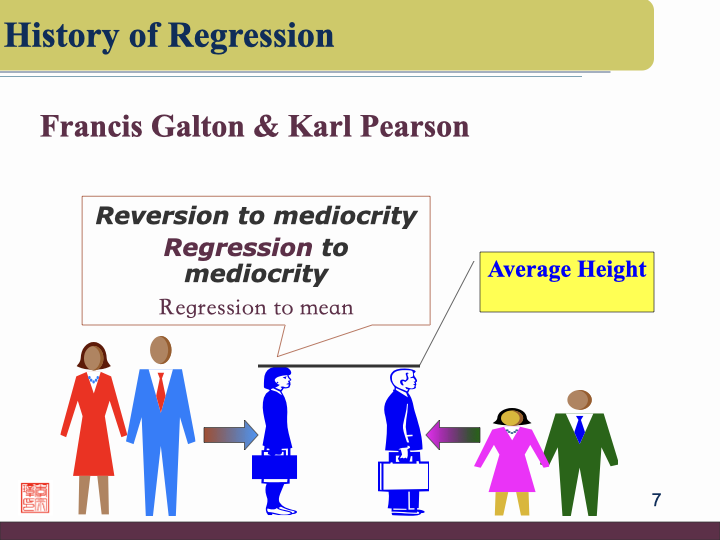 History of Regression
Francis Galton & Karl Pearson
Reversion to mediocrity
Regression to
mediocrity
Regression to mean
Average Height
7